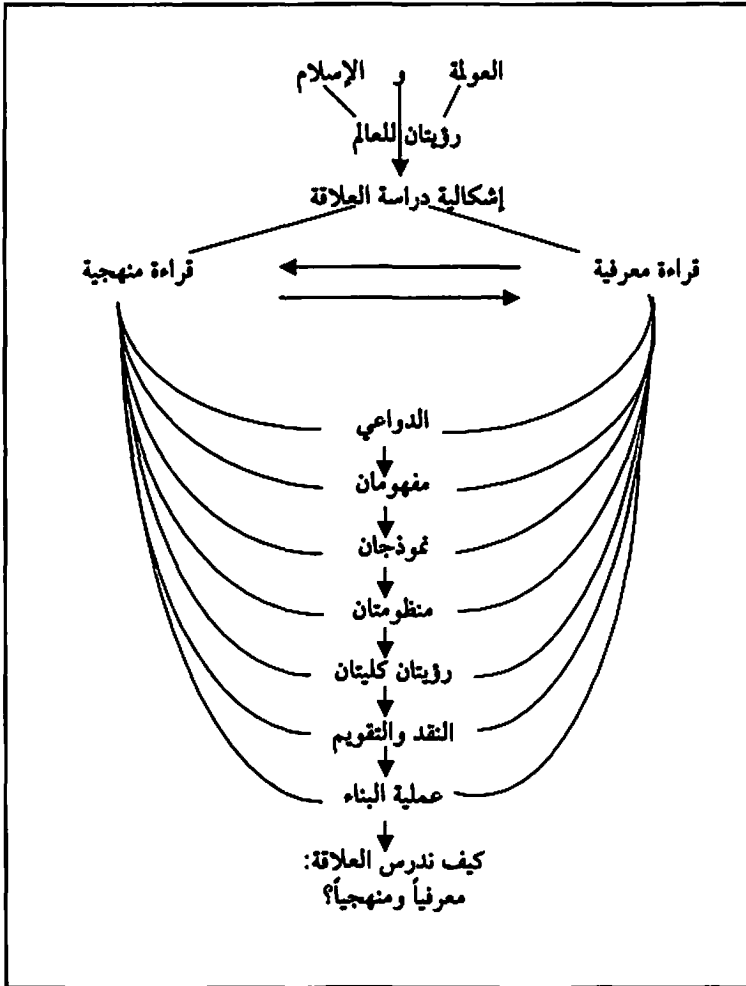 العولمة و الإسلام
رؤيتان للعالم
إشكالية دراسة العلاقة
قراءة معرفية
قراءة منهجية
الدواعي
مفهومان
نموذجان
منظومتان
رؤيتان كليتان
النقد والتقويم
عملية البناء
كيف ندرس العلاقة:
معرفياً ومنهجياً؟